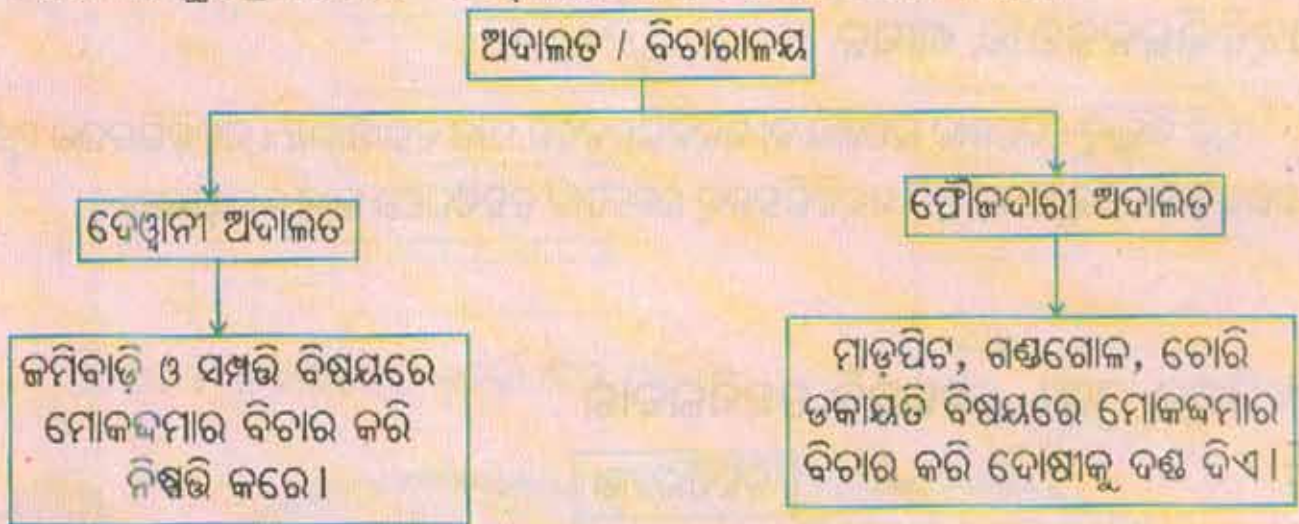 ଅଦାଲତ / ବିଚାରାଳୟ
ଦେୱାନୀ ଅଦାଲତ
ଫୌଜଦାରୀ ଅଦାଲତ
ଜମିବାଡ଼ି ଓ ସମ୍ପତ୍ତି ବିଷୟରେ
ମୋକଦ୍ଦମାର ବିଚାର କରି
ନିଷ୍ପତ୍ତି କରେ।
ମାଡ଼ପିଟ, ଗଣ୍ଡଗୋଳ, ଚୋରି
ଡକାୟତି ବିଷୟରେ ମୋକଦ୍ଦମାର
ବିଚାର କରି ଦୋଷୀକୁ ଦଣ୍ଡ ଦିଏ।